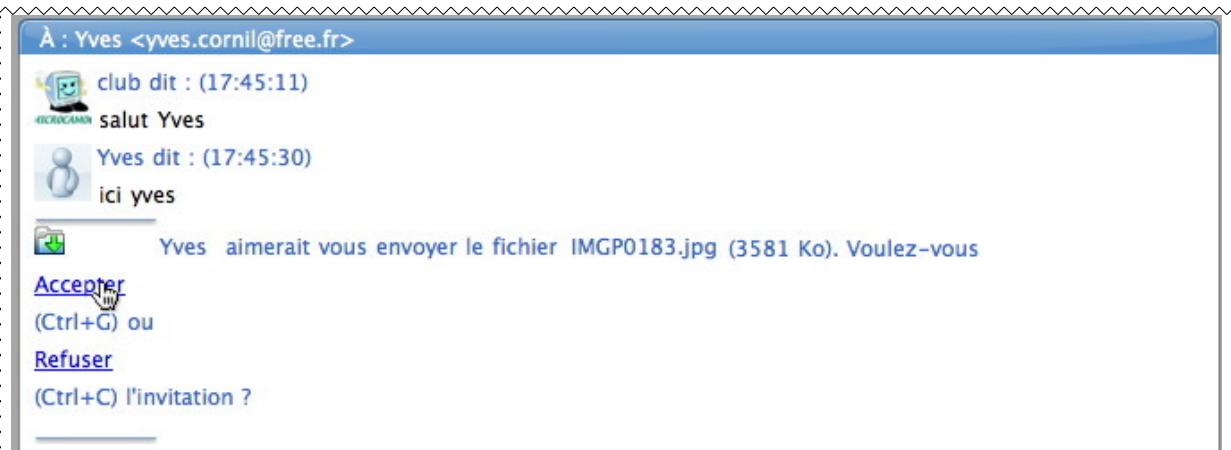 À : Yves <yves.cornil@free.fr>
club dit : (17:45:11)
salut Yves
Yves dit : (17:45:30)
ici yves
Yves aimerait vous envoyer le fichier IMGP0183.jpg (3581 Ko). Voulez-vous
Accepter
(Ctrl+G) ou
Refuser
(Ctrl+C) l'invitation ?